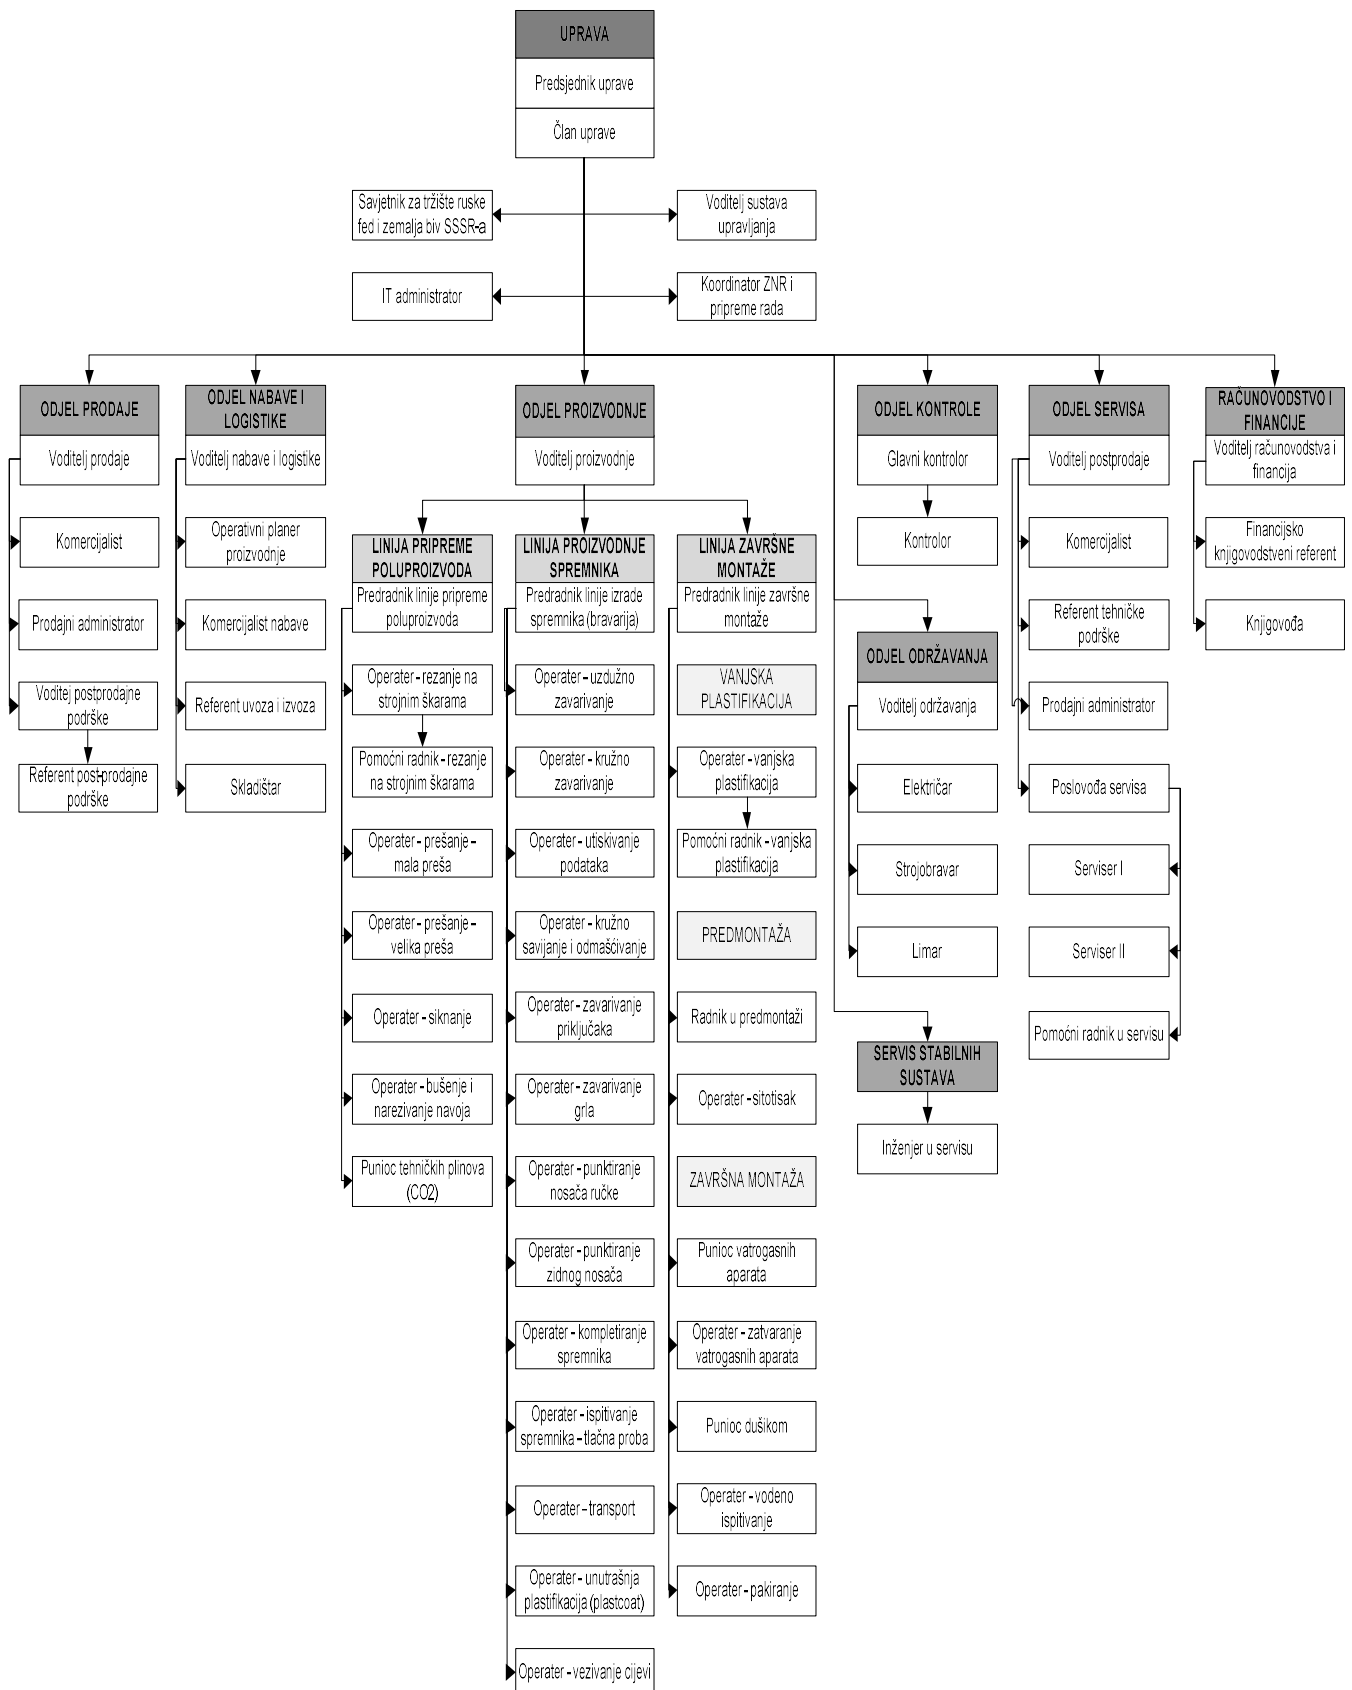 UPRAVA
Predsjednik uprave
Član uprave
Savjetnik za tržište ruske
fed i zemalja biv SSSR-a
Voditelj sustava
upravljanja
IT administrator
Koordinator ZNR i
pripreme rada
ODJEL PRODAJE
Voditelj prodaje
Komercijalist
Prodajni administrator
Voditej postprodajne
podrške
Referent post-prodajne
podrške
ODJEL NABAVE I
LOGISTIKE
Voditelj nabave i logistike
Operativni planer
proizvodnje
Komercijalist nabave
Referent uvoza i izvoza
Skladištar
ODJEL PROIZVODNJE
Voditelj proizvodnje
LINIJA PRIPREME
POLUPROIZVODA
Predradnik linije pripreme
poluproizvoda
Operater - rezanje na
strojnim škarama
Pomoćni radnik - rezanje
na strojnim škarama
Operater - prešanje –
mala preša
Operater - prešanje –
velika preša
Operater - siknanje
Operater - bušenje i
narezivanje navoja
Punioc tehničkih plinova
(CO2)
LINIJA PROIZVODNJE
SPREMNIKA
Predradnik linije izrade
spremnika (bravarija)
Operater - uzdužno
zavarivanje
Operater - kružno
zavarivanje
Operater - utiskivanje
podataka
Operater - kružno
savijanje i odmašćivanje
Operater - zavarivanje
priključaka
Operater - zavarivanje
grla
Operater - punktiranje
nosača ručke
Operater - punktiranje
zidnog nosača
Operater - kompletiranje
spremnika
Operater - ispitivanje
spremnika – tlačna proba
Operater – transport
Operater - unutrašnja
plastifikacija (plastcoat)
Operater - vezivanje cijevi
LINIJA ZAVRŠNE
MONTAŽE
Predradnik linije završne
montaže
VANJSKA
PLASTIFIKACIJA
Operater - vanjska
plastifikacija
Pomoćni radnik - vanjska
plastifikacija
PREDMONTAŽA
Radnik u predmontaži
Operater - sitotisak
ZAVRŠNA MONTAŽA
Punioc vatrogasnih
aparata
Operater - zatvaranje
vatrogasnih aparata
Punioc dušikom
Operater - vodeno
ispitivanje
Operater - pakiranje
ODJEL KONTROLE
Glavni kontrolor
Kontrolor
ODJEL ODRŽAVANJA
Voditelj održavanja
Električar
Strojobravar
Limar
SERVIS STABILNIH
SUSTAVA
Inženjer u servisu
ODJEL SERVISA
Voditelj postprodaje
Komercijalist
Referent tehničke
podrške
Prodajni administrator
Poslovođa servisa
Serviser I
Serviser II
Pomoćni radnik u servisu
RAČUNOVODSTVO I
FINANCIJE
Voditelj računovodstva i
financija
Financijsko
knjigovodstveni referent
Knjigovođa